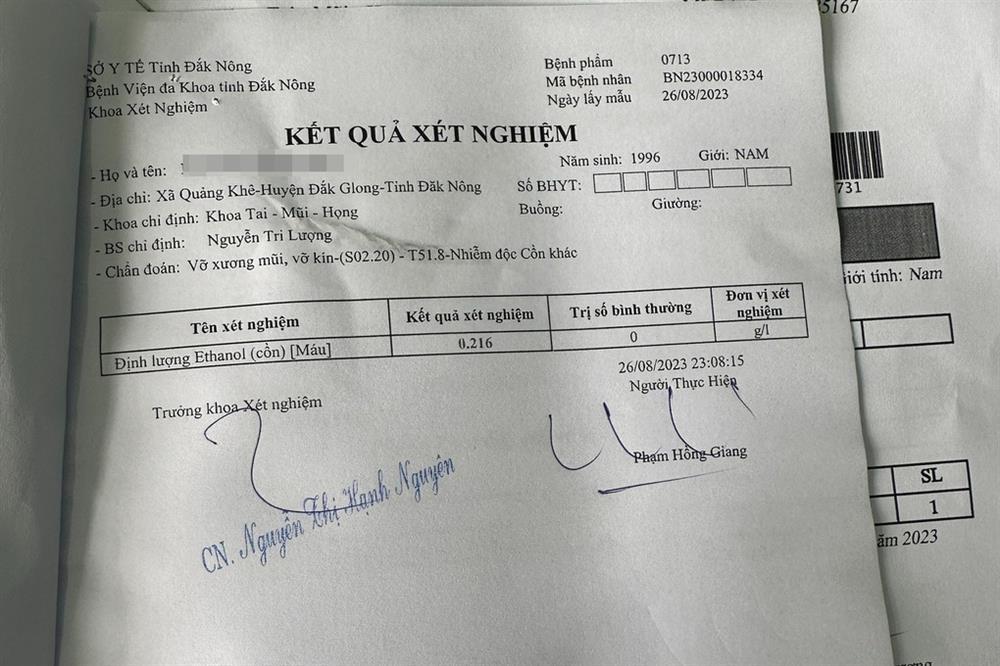 SỞ Y TẾ Tỉnh Đắk Nông
Bệnh Viện đa Khoa tỉnh Đắk Nông
Khoa Xét Nghiệm
Bệnh phẩm 0713
Mã bệnh nhân BN23000018334
Ngày lấy mẫu 26/08/2023
KẾT QUẢ XÉT NGHIỆM
- Họ và tên:
Năm sinh: 1996 Giới: NAM
- Địa chỉ: Xã Quảng Khê-Huyện Đắk Glong-Tỉnh Đăk Nông
Số BHYT:
- Khoa chỉ định: Khoa Tai - Mũi - Họng
Buồng: Giường:
- BS chỉ định: Nguyễn Tri Lượng
- Chẩn đoán: Vỡ xương mũi, vỡ kín-(S02.20) - T51.8-Nhiễm độc Cồn khác
Tên xét nghiệm Kết quả xét nghiệm Trị số bình thường Đơn vị xét nghiệm
Định lượng Ethanol (cồn) [Máu] 0.216 0 g/l
26/08/2023 23:08:15
Trưởng khoa Xét nghiệm Người Thực Hiện
Phạm Hồng Giang
CN. Nguyễn Thị Hạnh Nguyên
5167
731
Giới tính: Nam
SL
1
năm 2023